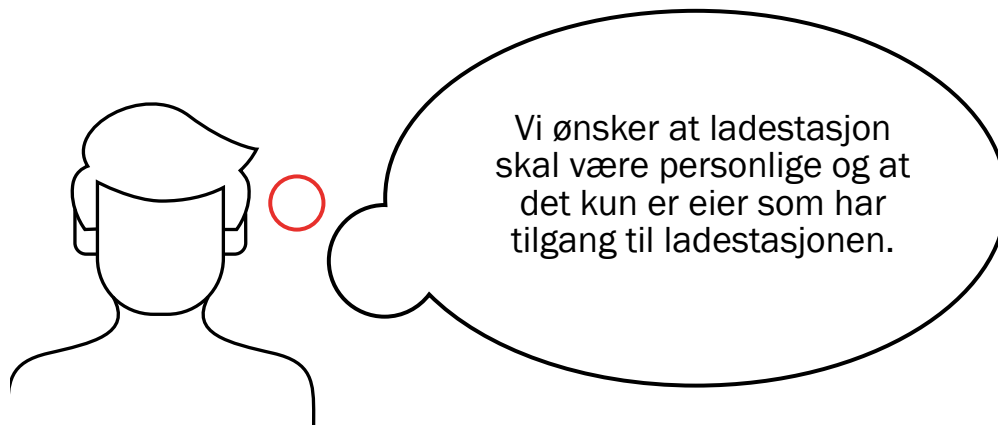 Vi ønsker at ladestasjon
skal være personlige og at
det kun er eier som har
tilgang til ladestasjonen.